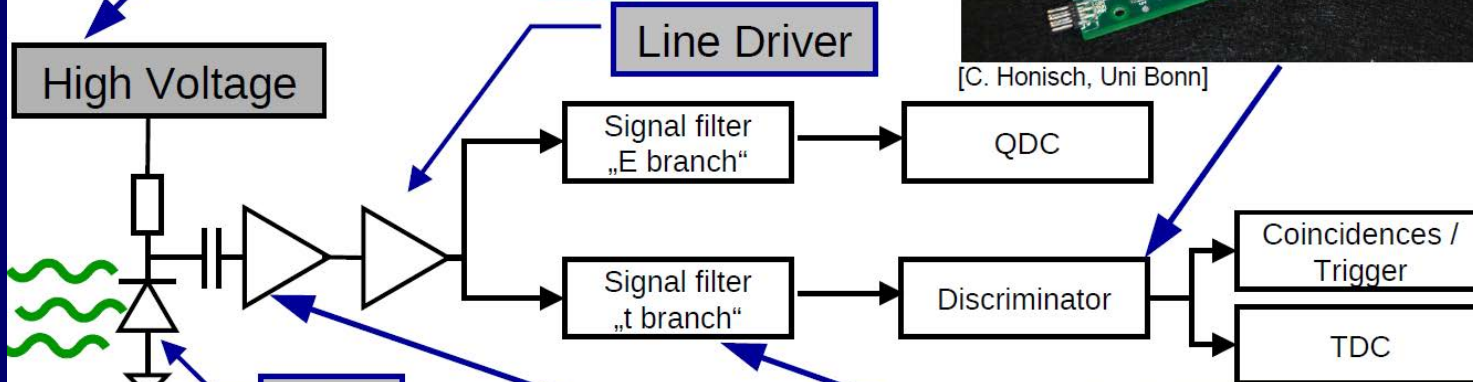 High Voltage
Line Driver
[C. Honisch, Uni Bonn]
Signal filter
„E branch“
QDC
Signal filter
„t branch“
Discriminator
Coincidences /
Trigger
TDC